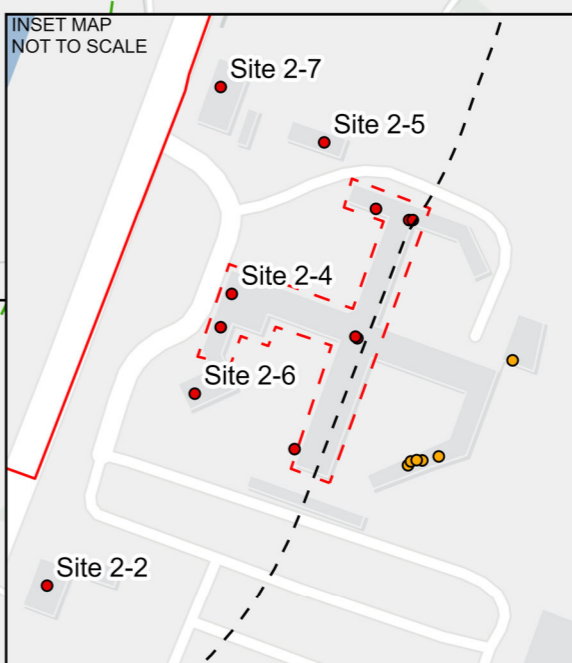 INSET MAP
NOT TO SCALE
Site 2-7
Site 2-5
Site 2-4
Site 2-6
Site 2-2